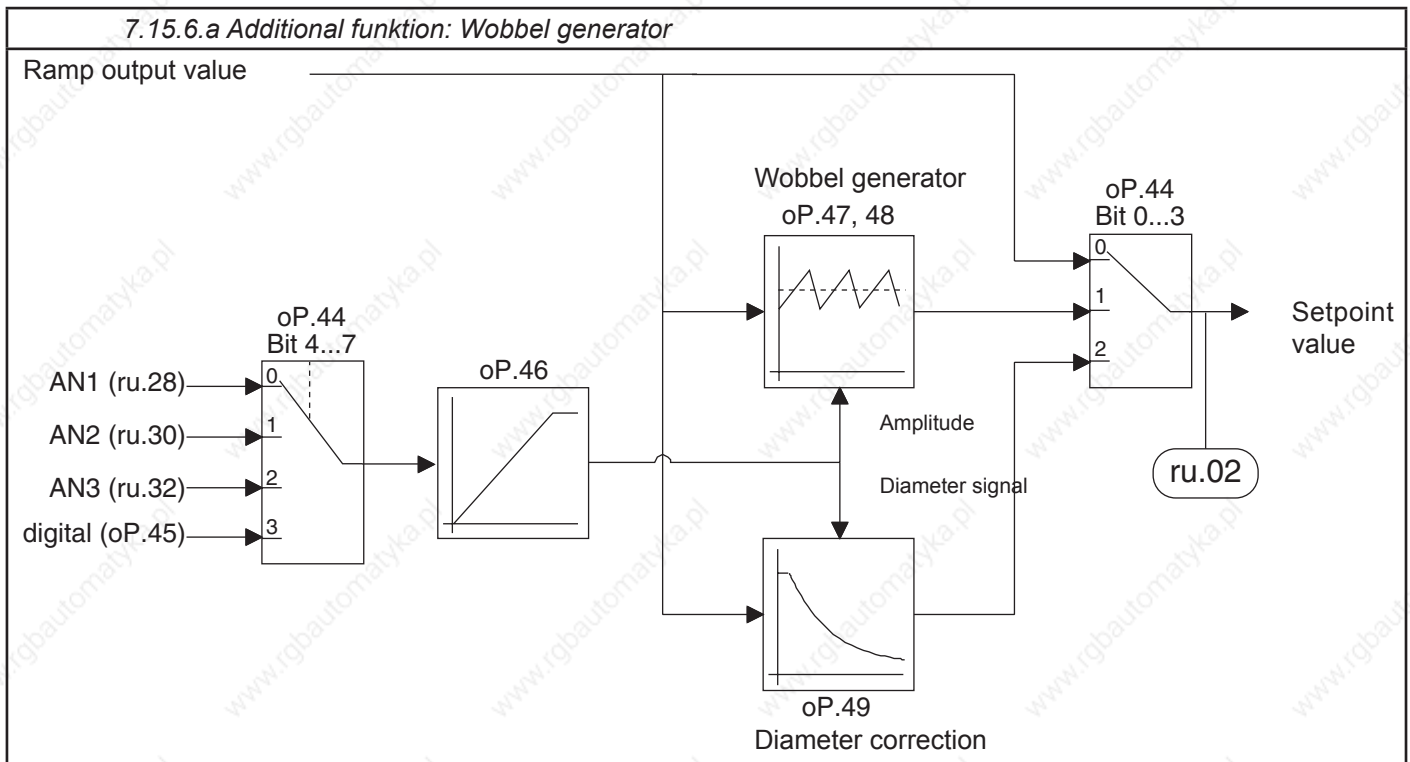 7.15.6.a Additional funktion: Wobbel generator
Ramp output value
Wobbel generator
oP.47, 48
oP.44
Bit 0...3
0
1
2
Setpoint
value
ru.02
oP.44
Bit 4...7
oP.46
AN1 (ru.28)
0
AN2 (ru.30)
1
AN3 (ru.32)
2
digital (oP.45)
3
Amplitude
Diameter signal
oP.49
Diameter correction
www.rgbautomatyka.pl